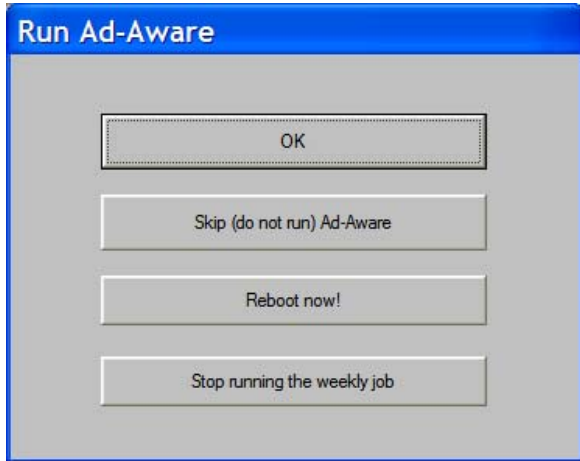 Run Ad-Aware
OK
Skip (do not run) Ad-Aware
Reboot now!
Stop running the weekly job